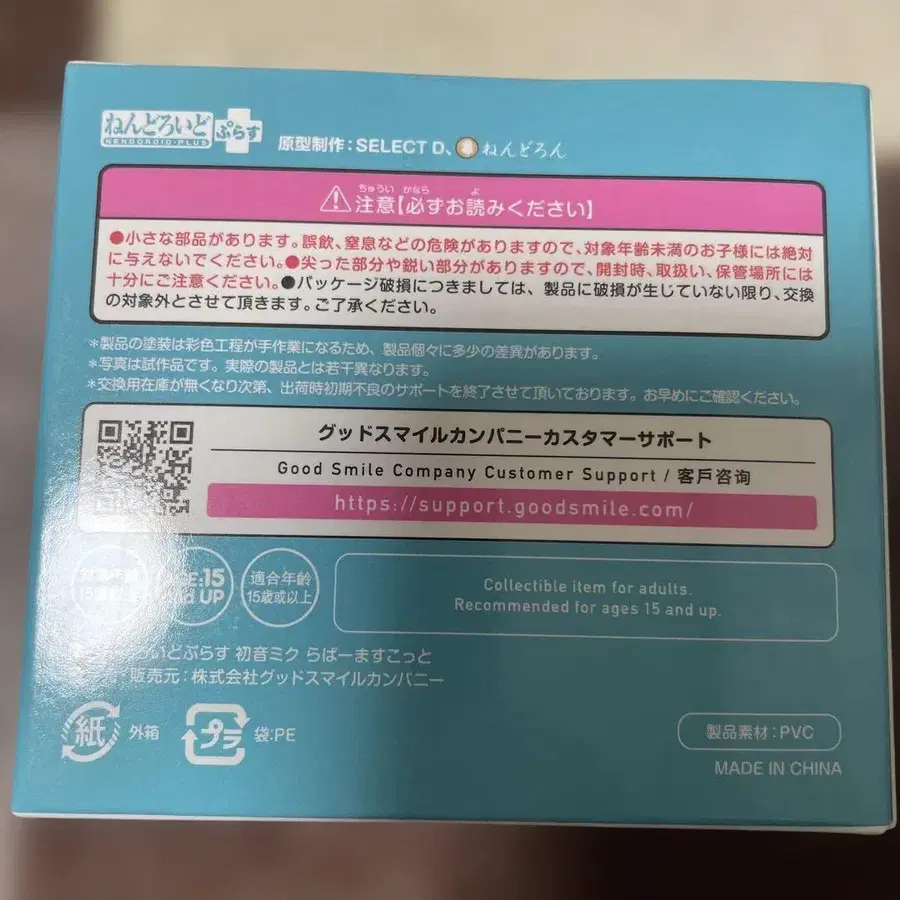 ねんどろいど
NENDOROID-PLUS
ぷらす
原型制作：SELECT D、ねんどろん
ちゅうい かなら よ
注意【必ずお読みください】
●小さな部品があります。誤飲、窒息などの危険がありますので、対象年齢未満のお子様には絶対
に与えないでください。●尖った部分や鋭い部分がありますので、開封時、取扱い、保管場所には
十分にご注意ください。●パッケージ破損につきましては、製品に破損が生じていない限り、交換
の対象外とさせて頂きます。ご了承ください。
*製品の塗装は彩色工程が手作業になるため、製品個々に多少の差異があります。
*写真は試作品です。実際の製品とは若干異なります。
*交換用在庫が無くなり次第、出荷時初期不良のサポートを終了させて頂いております。お早めにご確認ください。
グッドスマイルカンパニーカスタマーサポート
Good Smile Company Customer Support / 客戶咨询
https://support.goodsmile.com/
対象年齢
15
:15
UP
適合年齢
15歳或以上
Collectible item for adults.
Recommended for ages 15 and up.
いどぷらす 初音ミク らばーますこっと
販売元：株式会社グッドスマイルカンパニー
紙
外箱
プラ
袋:PE
製品素材：PVC
MADE IN CHINA